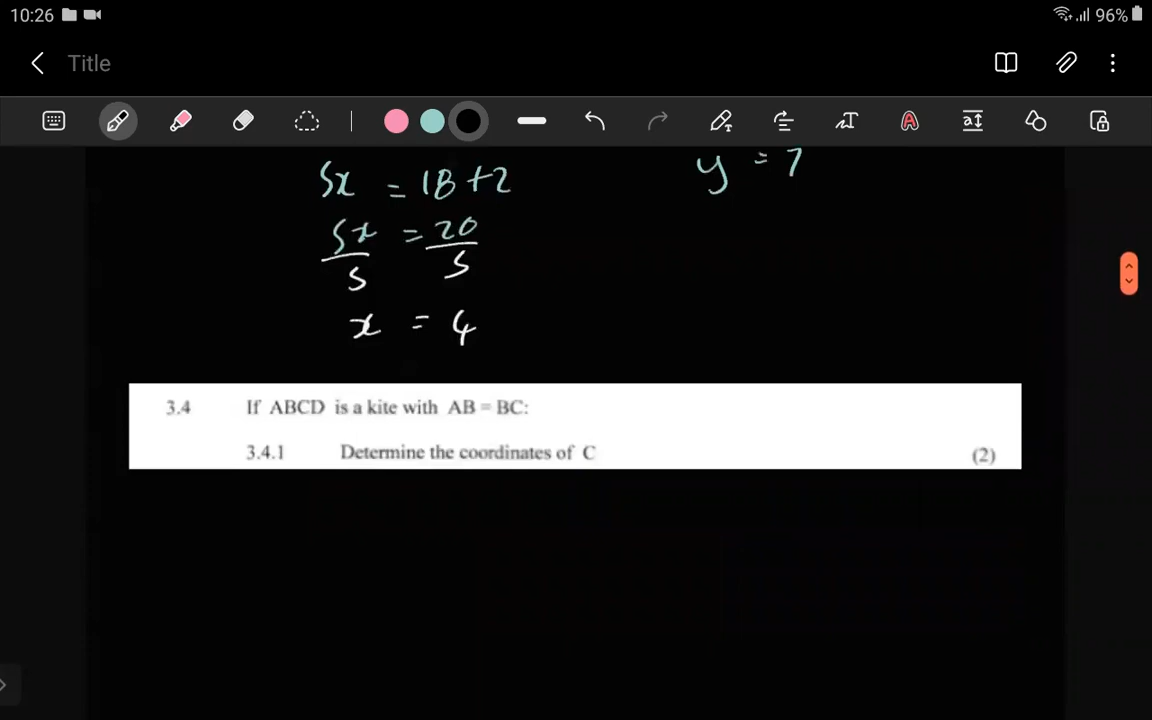 10:26 96%
Title
5x = 18 + 2 y = 7
5x/5 = 20/5
x = 4
3.4 If ABCD is a kite with AB = BC:
3.4.1 Determine the coordinates of C (2)